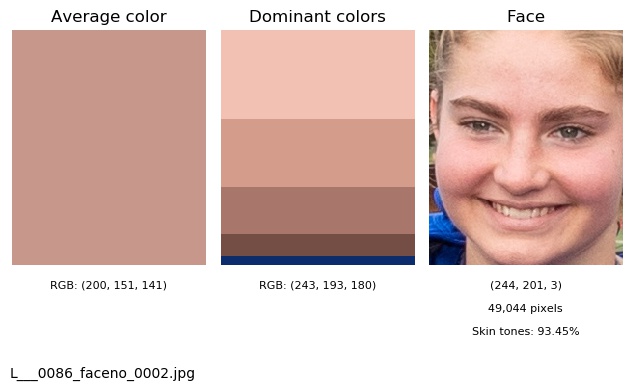 Average color
Dominant colors
Face
RGB: (200, 151, 141)
RGB: (243, 193, 180)
(244, 201, 3)
49,044 pixels
Skin tones: 93.45%
L___0086_faceno_0002.jpg